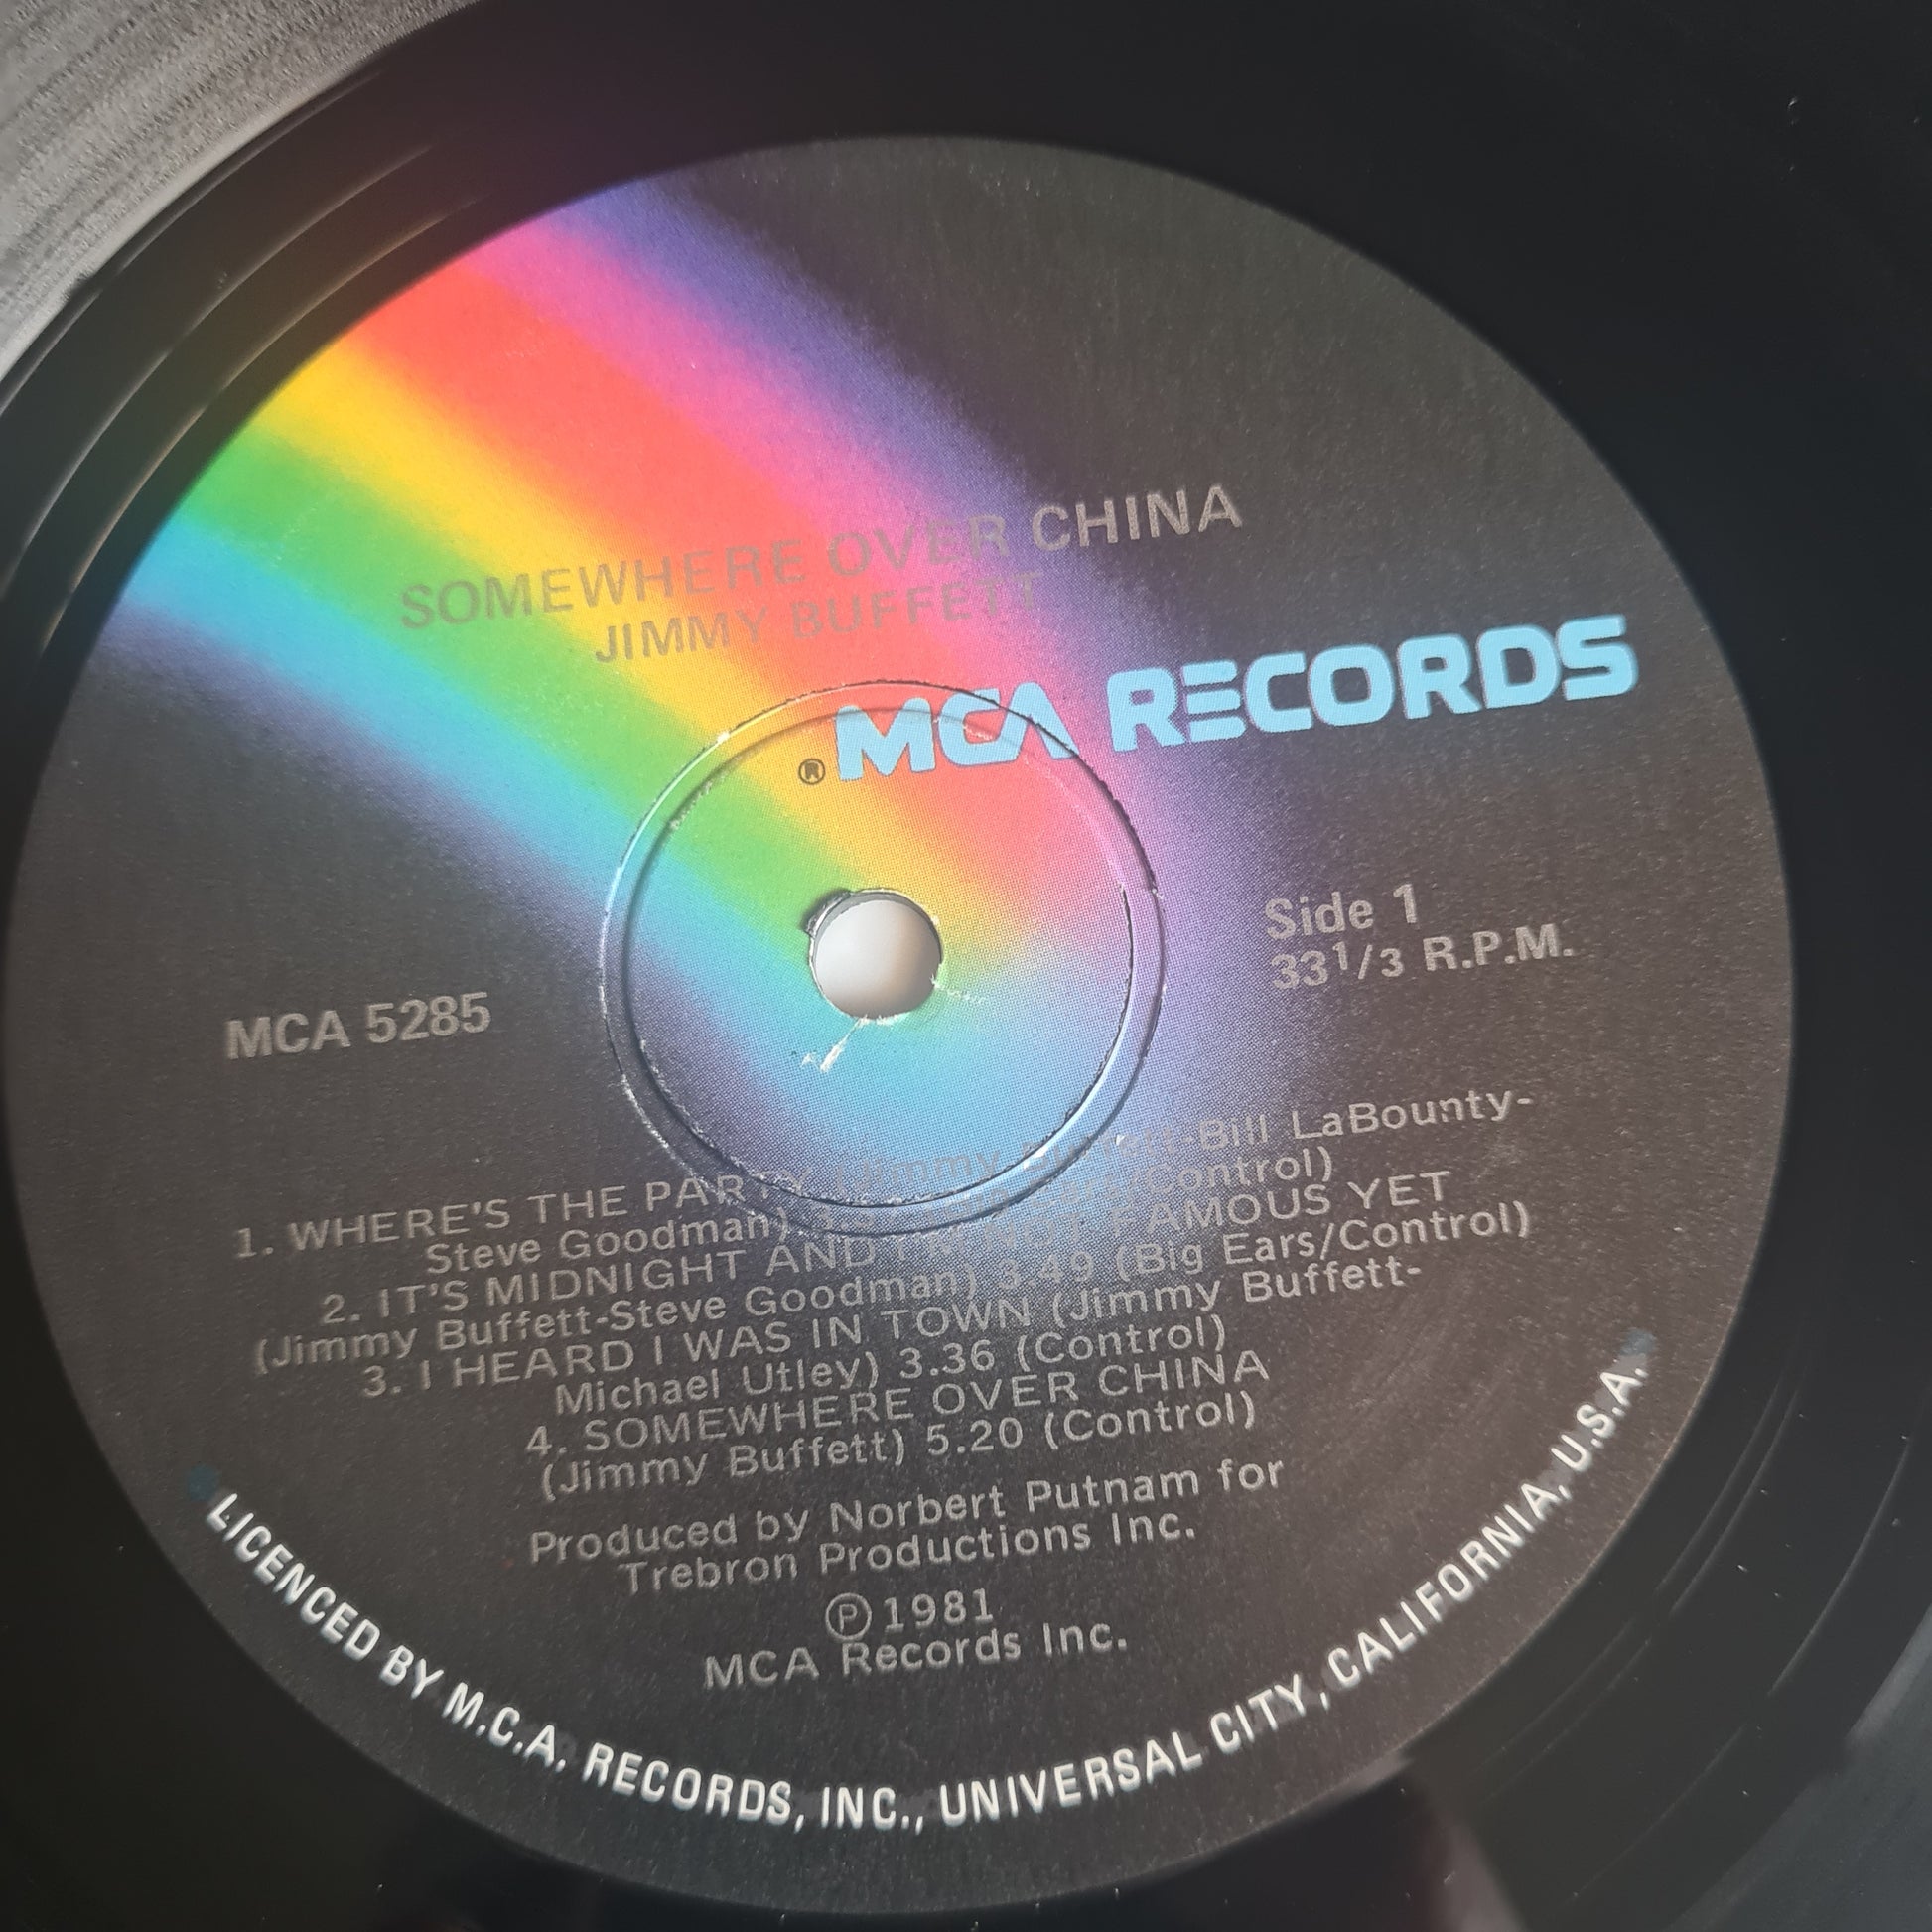 SOMEWHERE OVER CHINA
JIMMY BUFFETT
® MCA RECORDS
Side 1
33 1/3 R.P.M.
MCA 5285
1. WHERE'S THE PARTY (Jimmy Buffett-Bill LaBounty-
Steve Goodman) Ears/Control)
2. IT'S MIDNIGHT AND I'M NOT FAMOUS YET
(Jimmy Buffett-Steve Goodman) 3.49 (Big Ears/Control)
3. I HEARD I WAS IN TOWN (Jimmy Buffett-
Michael Utley) 3.36 (Control)
4. SOMEWHERE OVER CHINA
(Jimmy Buffett) 5.20 (Control)
Produced by Norbert Putnam for
Trebron Productions Inc.
℗ 1981
MCA Records Inc.
LICENCED BY M.C.A. RECORDS, INC., UNIVERSAL CITY, CALIFORNIA, U.S.A.